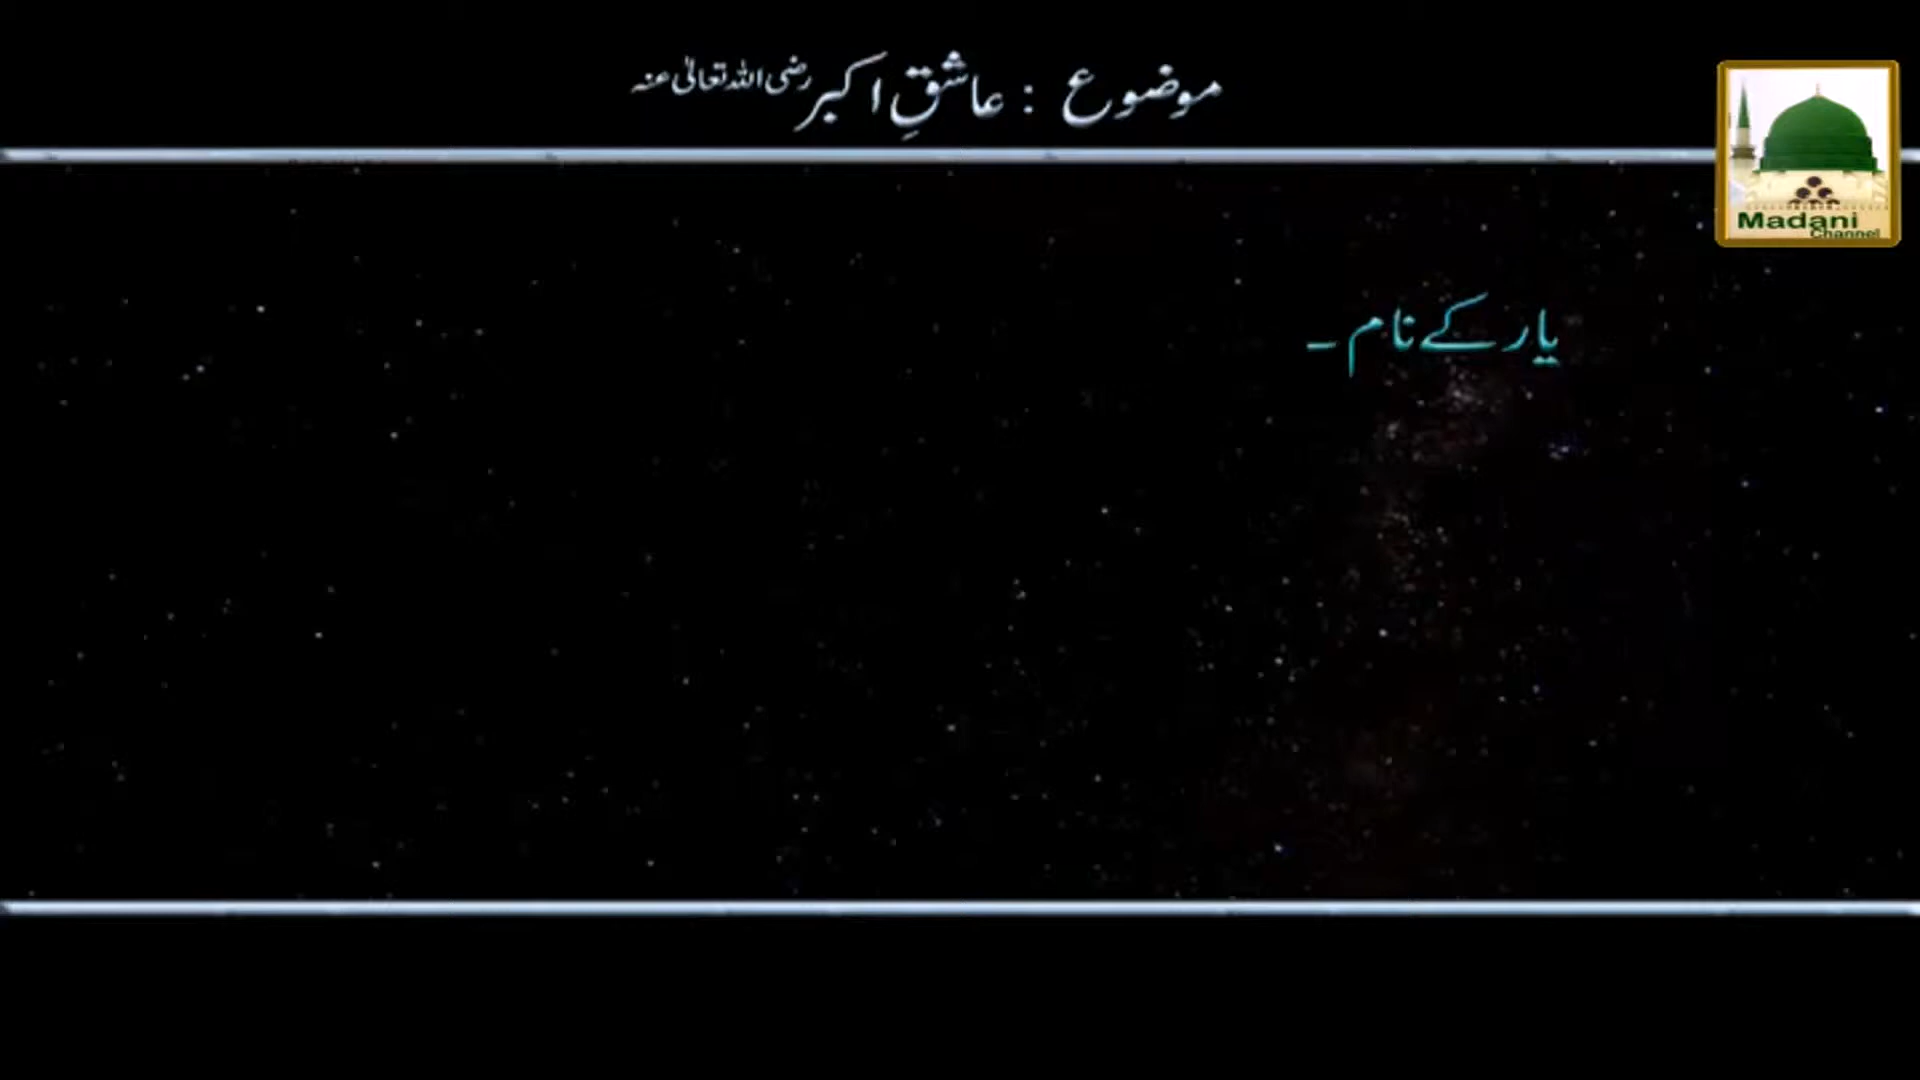 موضوع : عاشقِ اکبر رضی اللہ تعالیٰ عنہ
Madani
Channel
یار کے نام ۔